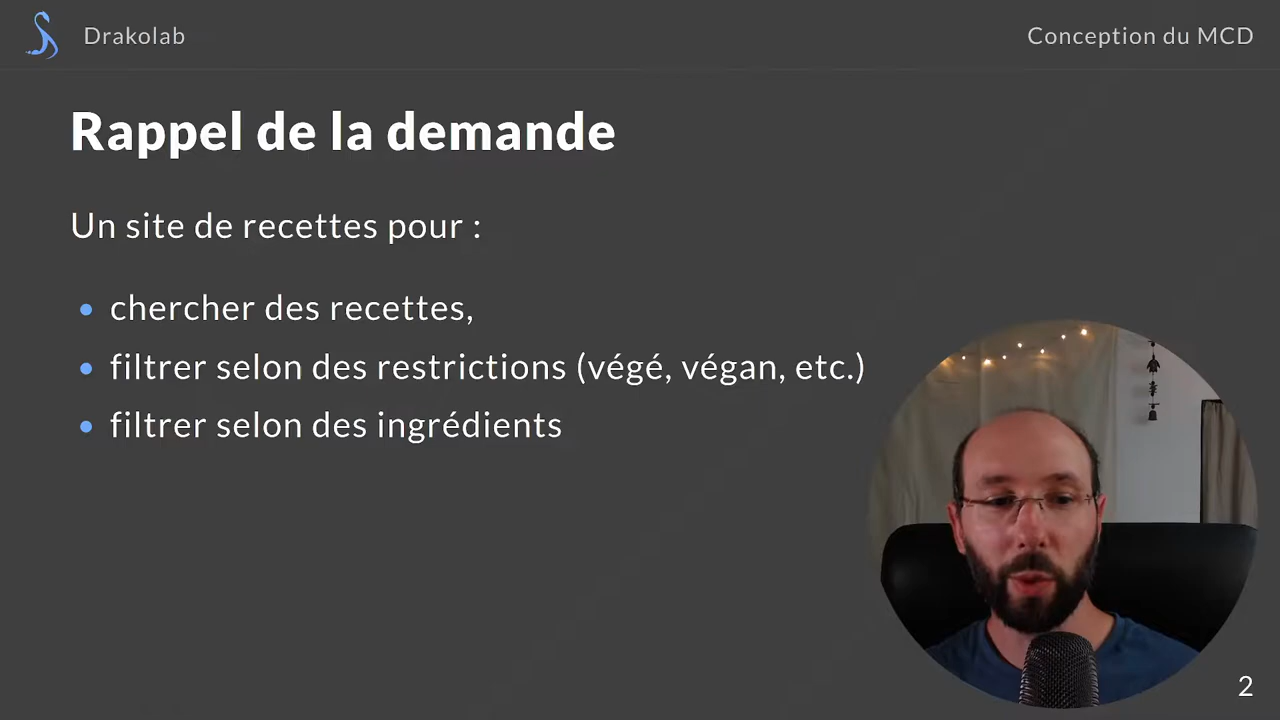 Drakolab
Conception du MCD
Rappel de la demande
Un site de recettes pour :
chercher des recettes,
filtrer selon des restrictions (végé, végan, etc.)
filtrer selon des ingrédients
2